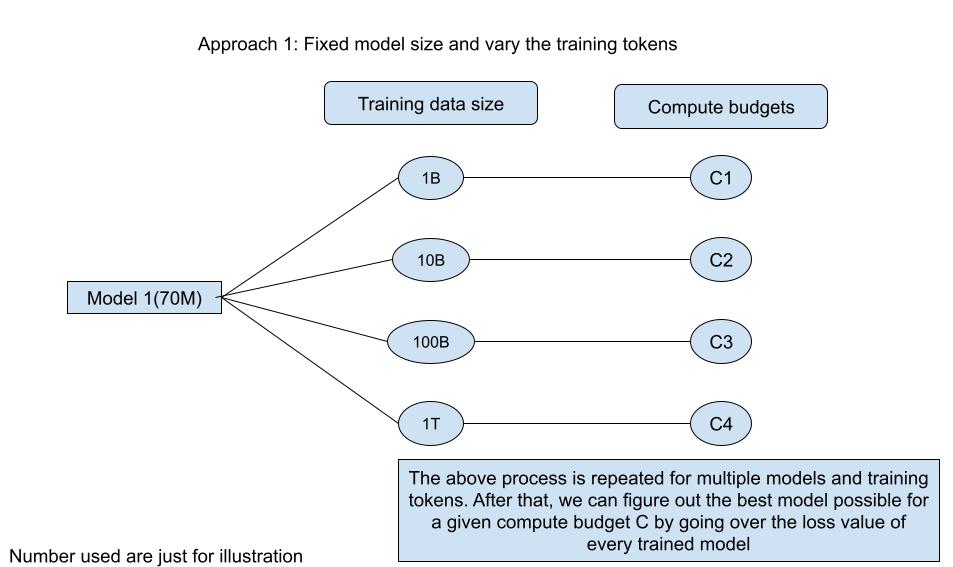 Approach 1: Fixed model size and vary the training tokens
Training data size
Compute budgets
1B
C1
10B
C2
Model 1(70M)
100B
C3
1T
C4
The above process is repeated for multiple models and training
tokens. After that, we can figure out the best model possible for
a given compute budget C by going over the loss value of
every trained model
Number used are just for illustration